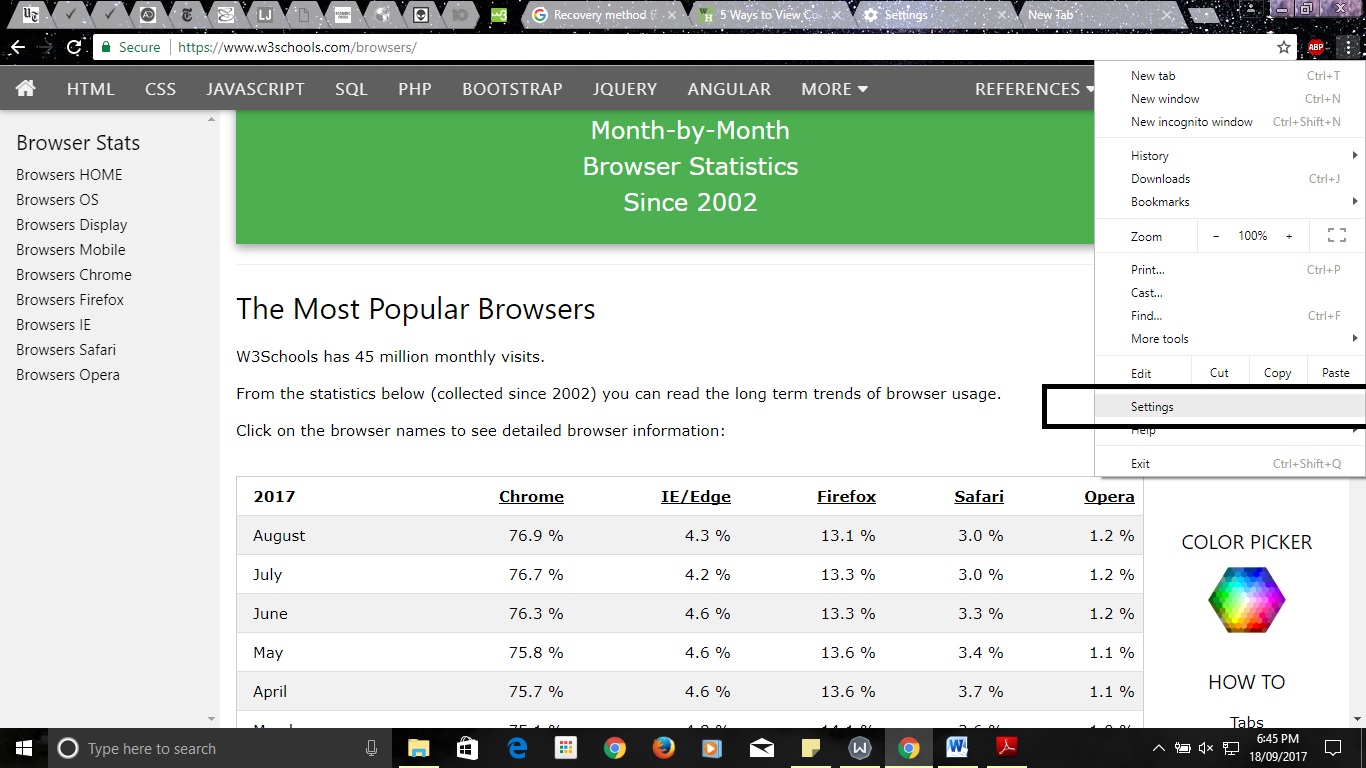 Recovery method f
5 Ways to View Co
Settings
New Tab
Secure
https://www.w3schools.com/browsers/
ABP
HTML CSS JAVASCRIPT SQL PHP BOOTSTRAP JQUERY ANGULAR MORE REFERENCES
Browser Stats
Browsers HOME
Browsers OS
Browsers Display
Browsers Mobile
Browsers Chrome
Browsers Firefox
Browsers IE
Browsers Safari
Browsers Opera
Month-by-Month
Browser Statistics
Since 2002
The Most Popular Browsers
W3Schools has 45 million monthly visits.
From the statistics below (collected since 2002) you can read the long term trends of browser usage.
Click on the browser names to see detailed browser information:
2017 Chrome IE/Edge Firefox Safari Opera
August 76.9 % 4.3 % 13.1 % 3.0 % 1.2 %
July 76.7 % 4.2 % 13.3 % 3.0 % 1.2 %
June 76.3 % 4.6 % 13.3 % 3.3 % 1.2 %
May 75.8 % 4.6 % 13.6 % 3.4 % 1.1 %
April 75.7 % 4.6 % 13.6 % 3.7 % 1.1 %
New tab Ctrl+T
New window Ctrl+N
New incognito window Ctrl+Shift+N
History
Downloads Ctrl+J
Bookmarks
Zoom − 100% +
Print... Ctrl+P
Cast...
Find... Ctrl+F
More tools
Edit Cut Copy Paste
Settings
Help
Exit Ctrl+Shift+Q
COLOR PICKER
HOW TO
Tabs
Type here to search
6:45 PM
18/09/2017